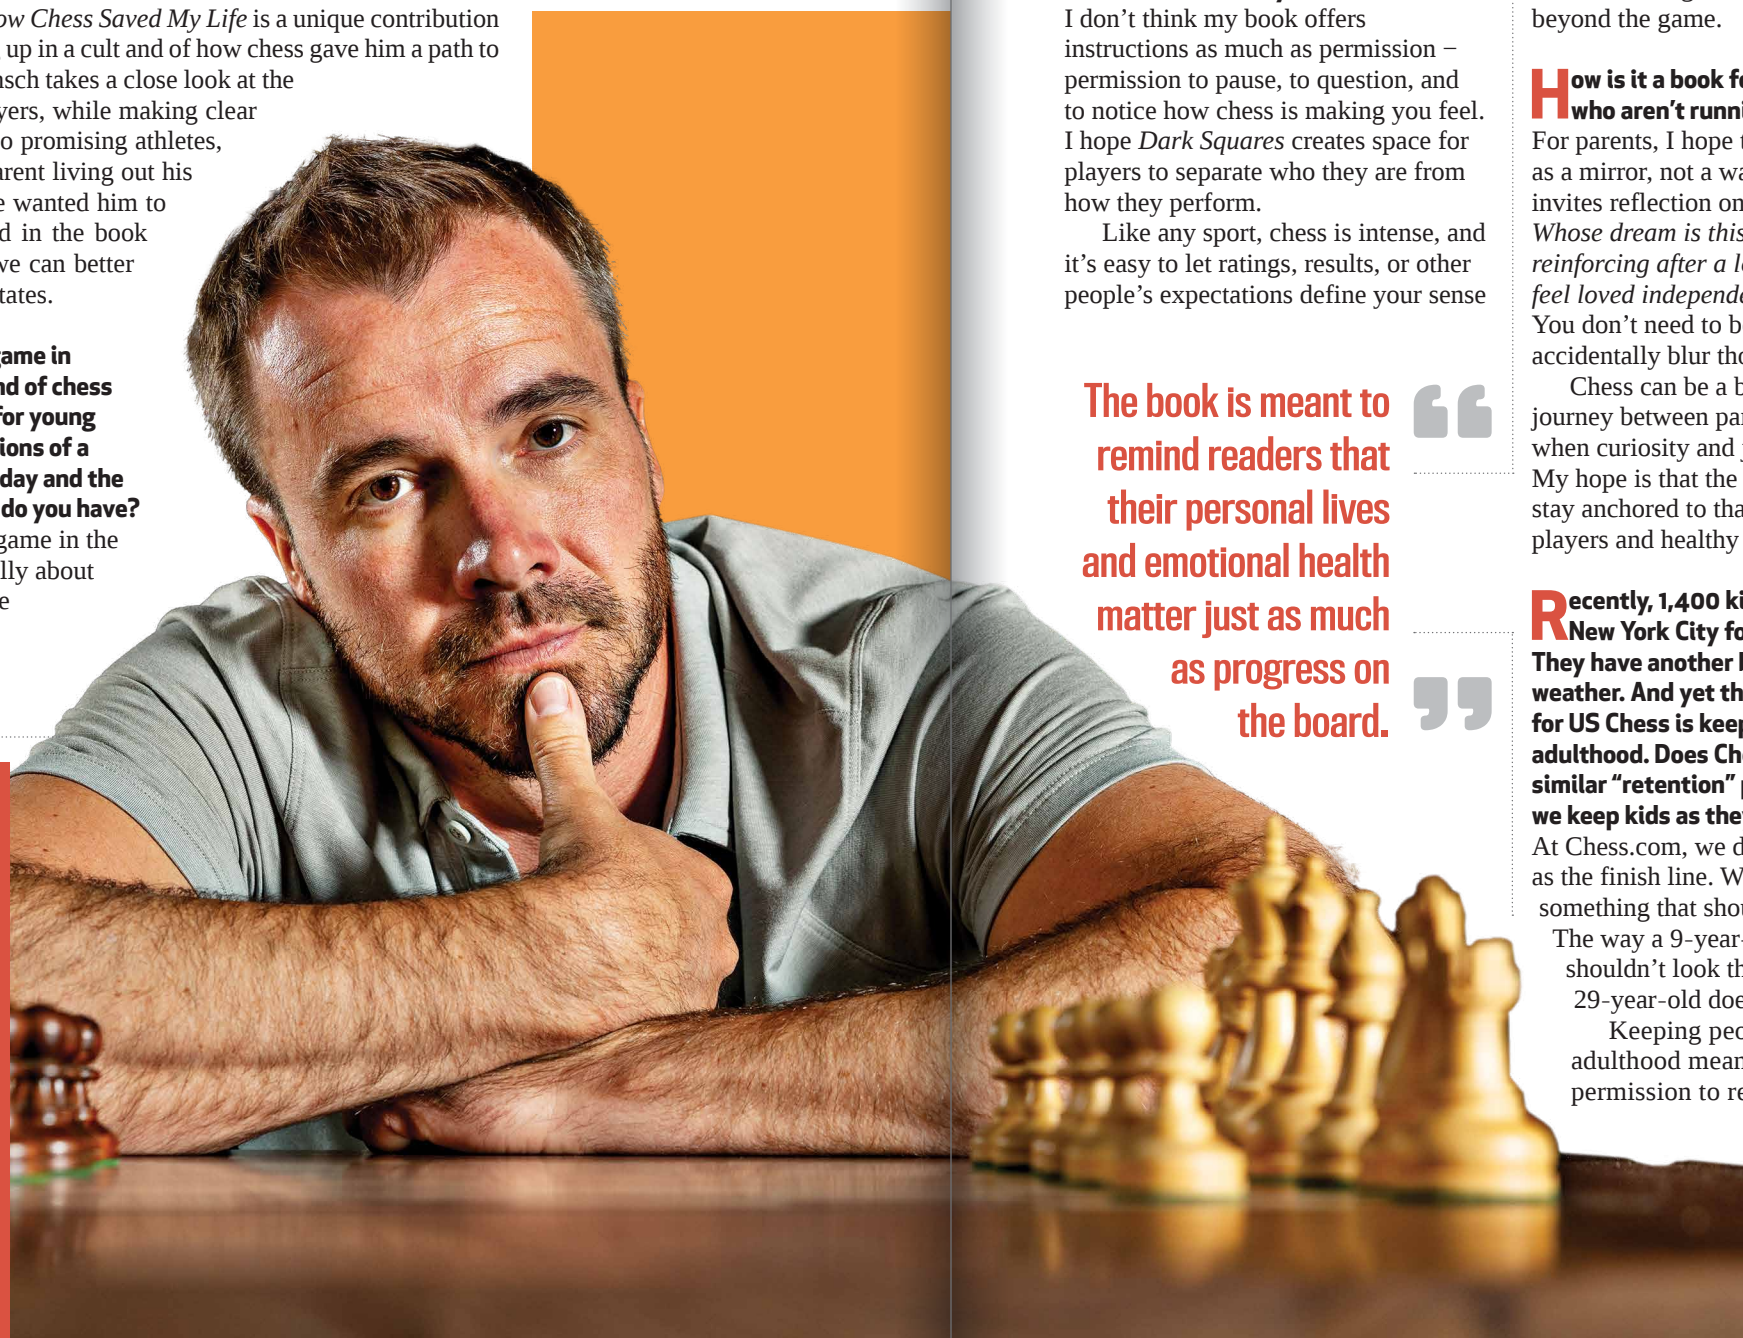 ow Chess Saved My Life is a unique contribution
up in a cult and of how chess gave him a path to
nsch takes a close look at the
yers, while making clear
o promising athletes,
arent living out his
e wanted him to
d in the book
we can better
tates.
game in
nd of chess
for young
ions of a
day and the
do you have?
game in the
lly about
e
I don’t think my book offers
instructions as much as permission –
permission to pause, to question, and
to notice how chess is making you feel.
I hope Dark Squares creates space for
players to separate who they are from
how they perform.
Like any sport, chess is intense, and
it’s easy to let ratings, results, or other
people’s expectations define your sense
“
The book is meant to
remind readers that
their personal lives
and emotional health
matter just as much
as progress on
the board.
”
beyond the game.
How is it a book fo
who aren’t runni
For parents, I hope t
as a mirror, not a wa
invites reflection on
Whose dream is this
reinforcing after a lo
feel loved independe
You don’t need to be
accidentally blur tho
Chess can be a b
journey between par
when curiosity and j
My hope is that the
stay anchored to tha
players and healthy
Recently, 1,400 ki
New York City fo
They have another b
weather. And yet th
for US Chess is keep
adulthood. Does Che
similar “retention” p
we keep kids as they
At Chess.com, we d
as the finish line. W
something that shou
The way a 9-year-
shouldn’t look th
29-year-old doe
Keeping peo
adulthood mean
permission to re